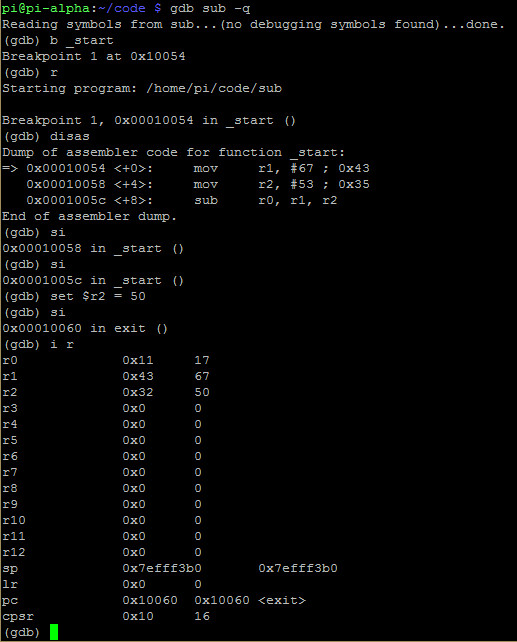 pi@pi-alpha:~/code $ gdb sub -q
Reading symbols from sub...(no debugging symbols found)...done.
(gdb) b _start
Breakpoint 1 at 0x10054
(gdb) r
Starting program: /home/pi/code/sub

Breakpoint 1, 0x00010054 in _start ()
(gdb) disas
Dump of assembler code for function _start:
=> 0x00010054 <+0>:     mov     r1, #67 ; 0x43
   0x00010058 <+4>:     mov     r2, #53 ; 0x35
   0x0001005c <+8>:     sub     r0, r1, r2
End of assembler dump.
(gdb) si
0x00010058 in _start ()
(gdb) si
0x0001005c in _start ()
(gdb) set $r2 = 50
(gdb) si
0x00010060 in exit ()
(gdb) i r
r0             0x11     17
r1             0x43     67
r2             0x32     50
r3             0x0      0
r4             0x0      0
r5             0x0      0
r6             0x0      0
r7             0x0      0
r8             0x0      0
r9             0x0      0
r10            0x0      0
r11            0x0      0
r12            0x0      0
sp             0x7efff3b0       0x7efff3b0
lr             0x0      0
pc             0x10060  0x10060 <exit>
cpsr           0x10     16
(gdb)